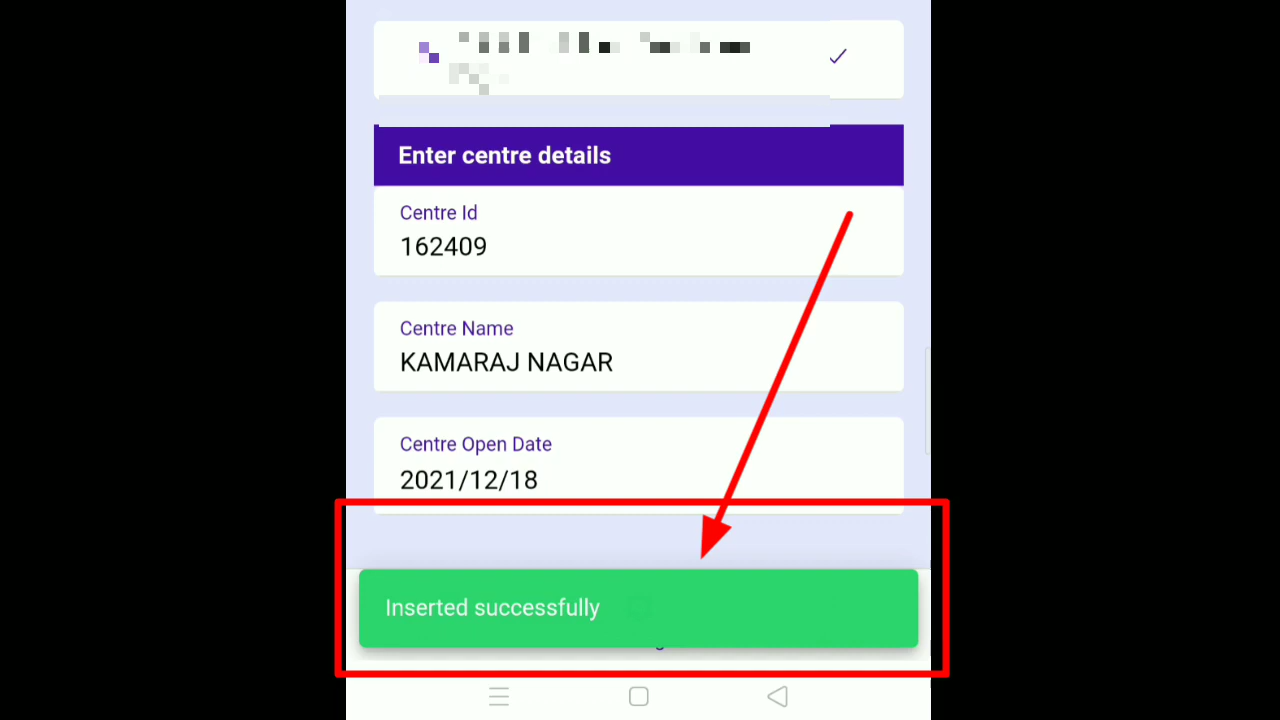 Enter centre details
Centre Id
162409
Centre Name
KAMARAJ NAGAR
Centre Open Date
2021/12/18
Inserted successfully